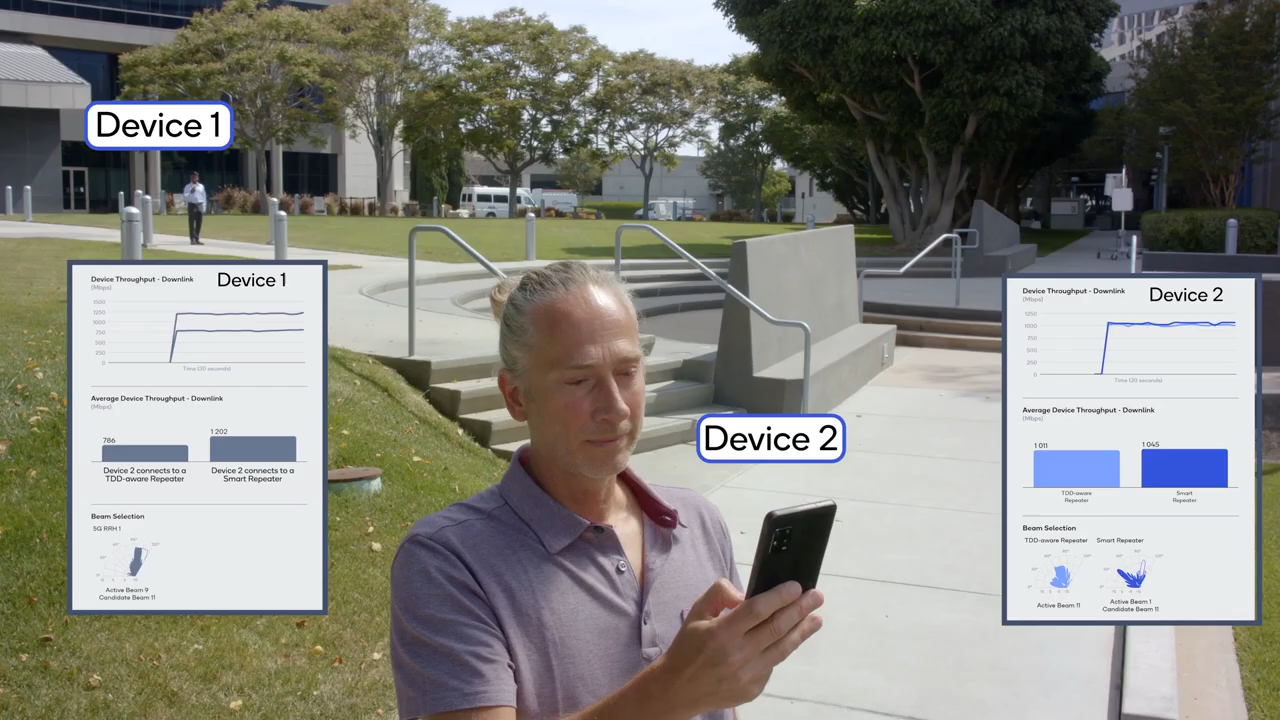 Device 1
Device Throughput - Downlink
Device 1
(Mbps)
1500
1250
1000
750
500
250
0
Time (20 seconds)
Average Device Throughput - Downlink
(Mbps)
786
1 202
Device 2 connects to a
TDD-aware Repeater
Device 2 connects to a
Smart Repeater
Beam Selection
5G RRH 1
Active Beam 9
Candidate Beam 11
Device 2
Device Throughput - Downlink
Device 2
(Mbps)
1250
1000
750
500
250
0
Time (20 seconds)
Average Device Throughput - Downlink
(Mbps)
1 011
1 045
TDD-aware
Repeater
Smart
Repeater
Beam Selection
TDD-aware Repeater
Smart Repeater
Active Beam 11
Active Beam 1
Candidate Beam 11